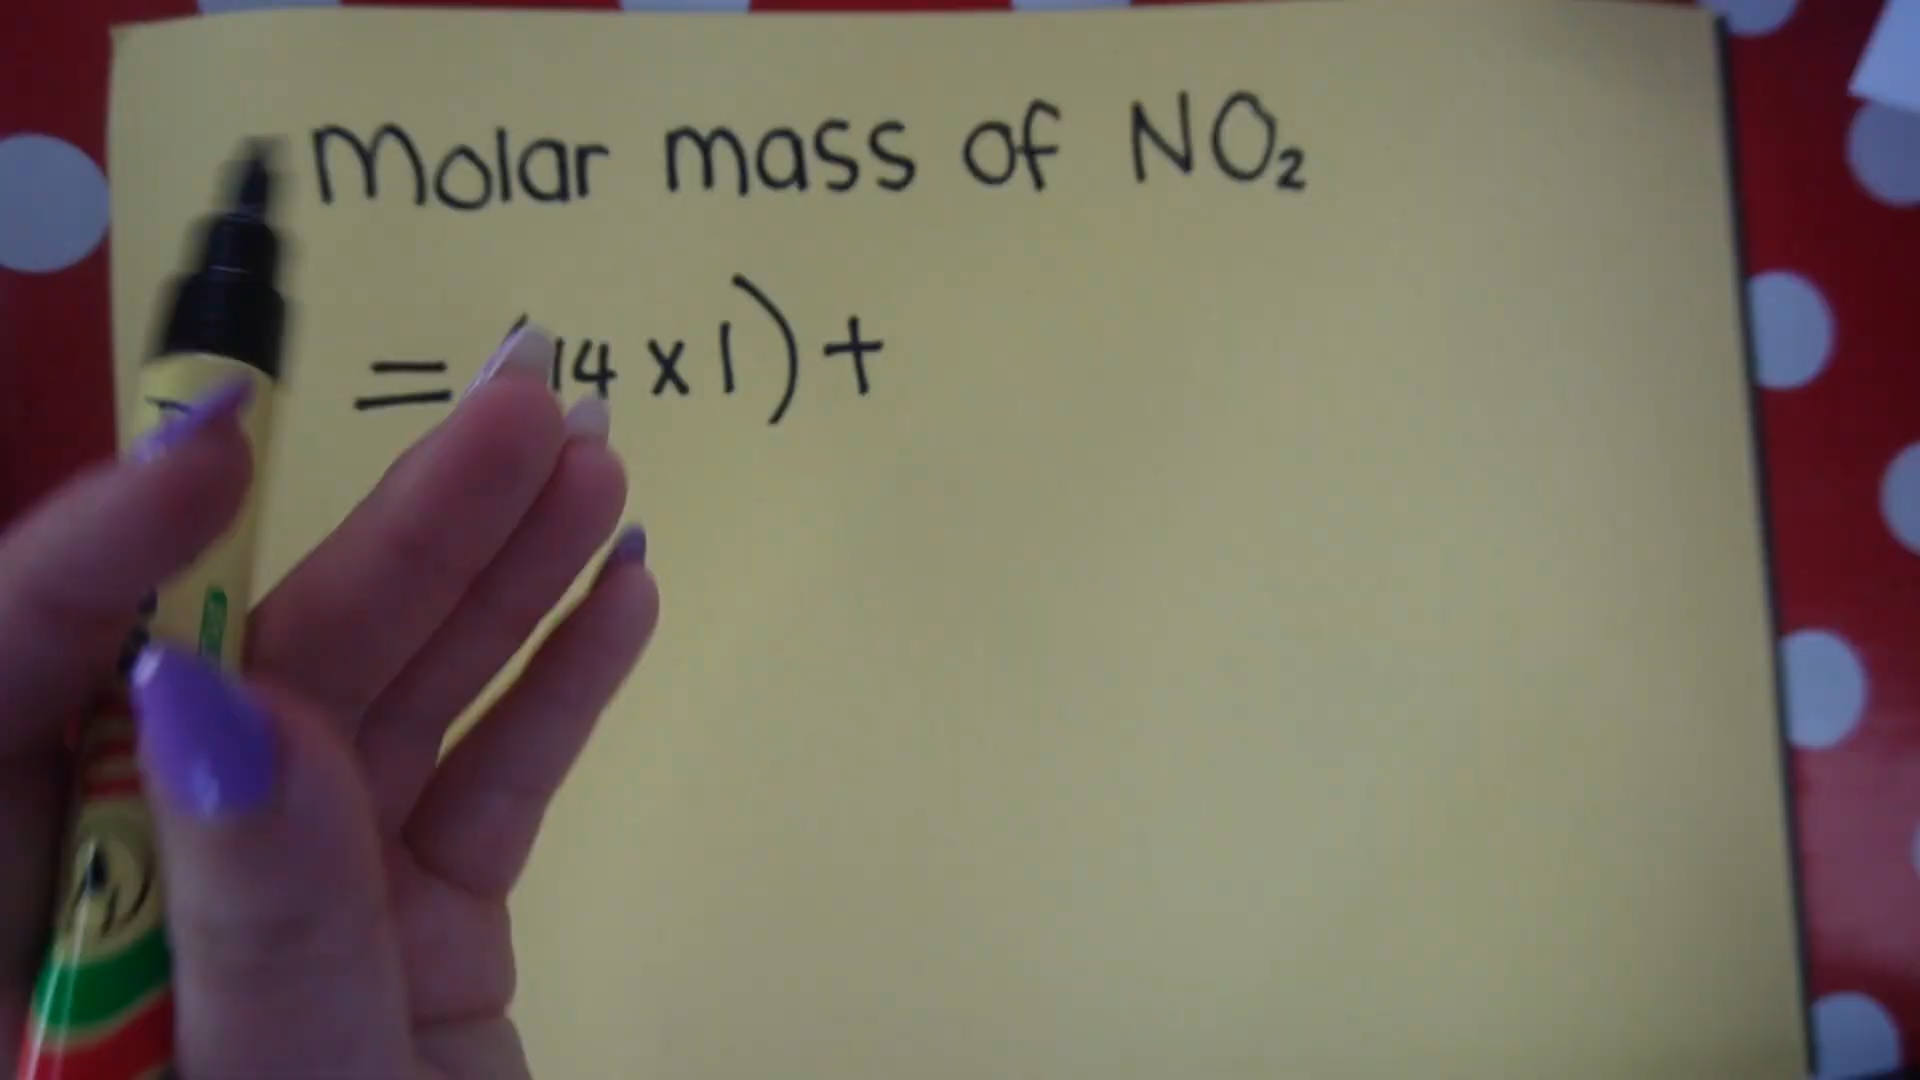 Molar mass of NO₂
= (14 x 1) +